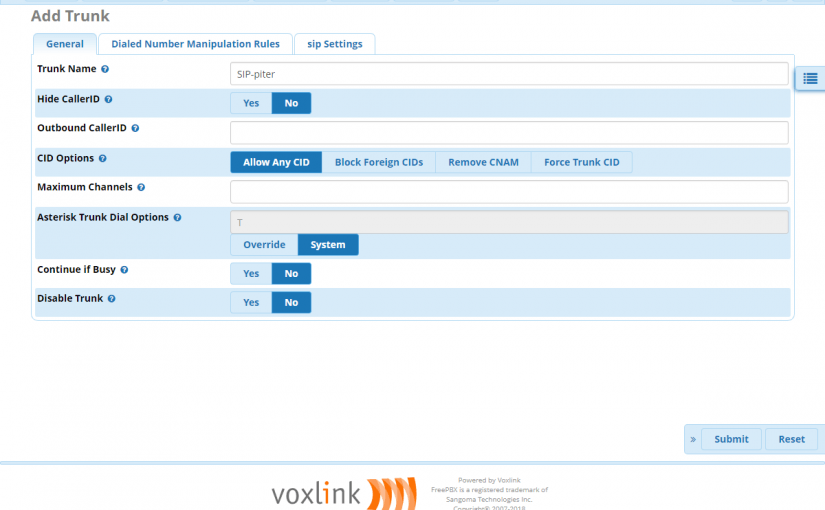 Add Trunk
General Dialed Number Manipulation Rules sip Settings
Trunk Name
SIP-piter
Hide CallerID
Yes No
Outbound CallerID
CID Options
Allow Any CID Block Foreign CIDs Remove CNAM Force Trunk CID
Maximum Channels
Asterisk Trunk Dial Options
T
Override System
Continue if Busy
Yes No
Disable Trunk
Yes No
» Submit Reset
voxlink
Powered by Voxlink
FreePBX is a registered trademark of
Sangoma Technologies Inc.
Copyright© 2007-2018